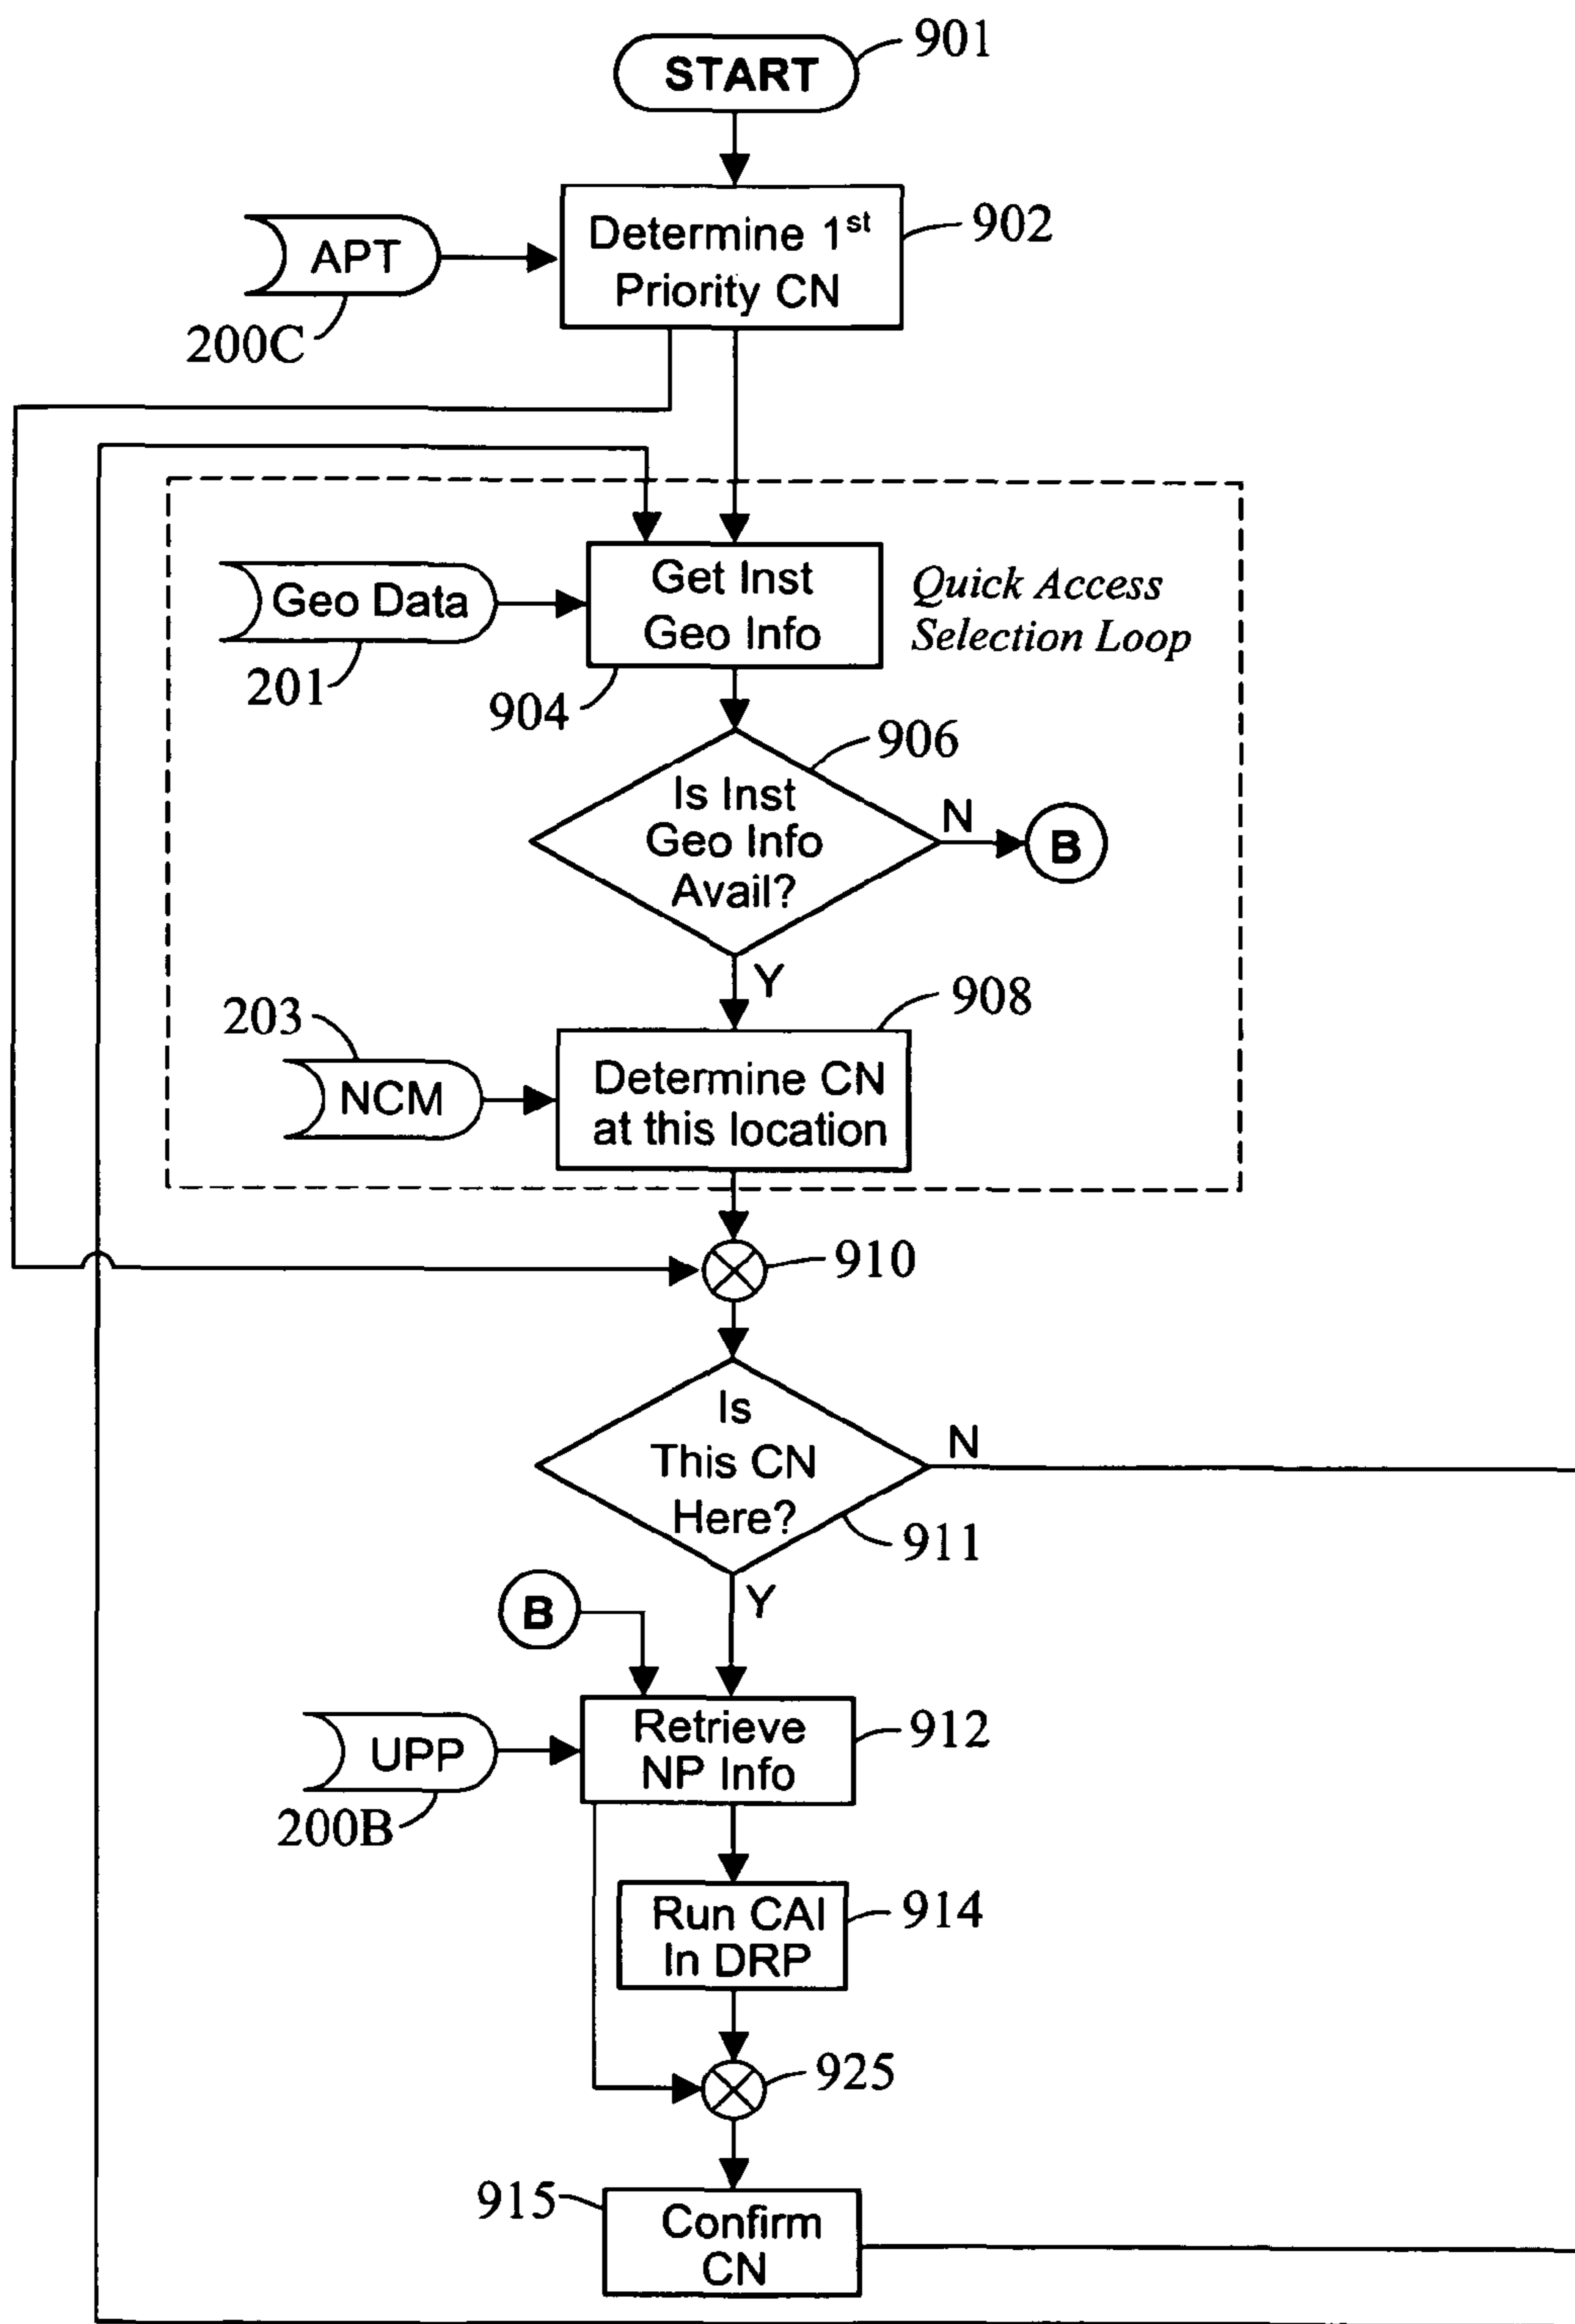 START
901
Determine 1st
Priority CN
902
APT
200C
Geo Data
201
Get Inst
Geo Info
904
Quick Access
Selection Loop
906
Is Inst
Geo Info
Avail?
N
B
Y
203
NCM
908
Determine CN
at this location
910
Is
This CN
Here?
N
911
B
Y
UPP
200B
Retrieve
NP Info
912
Run CAI
In DRP
914
925
915
Confirm
CN